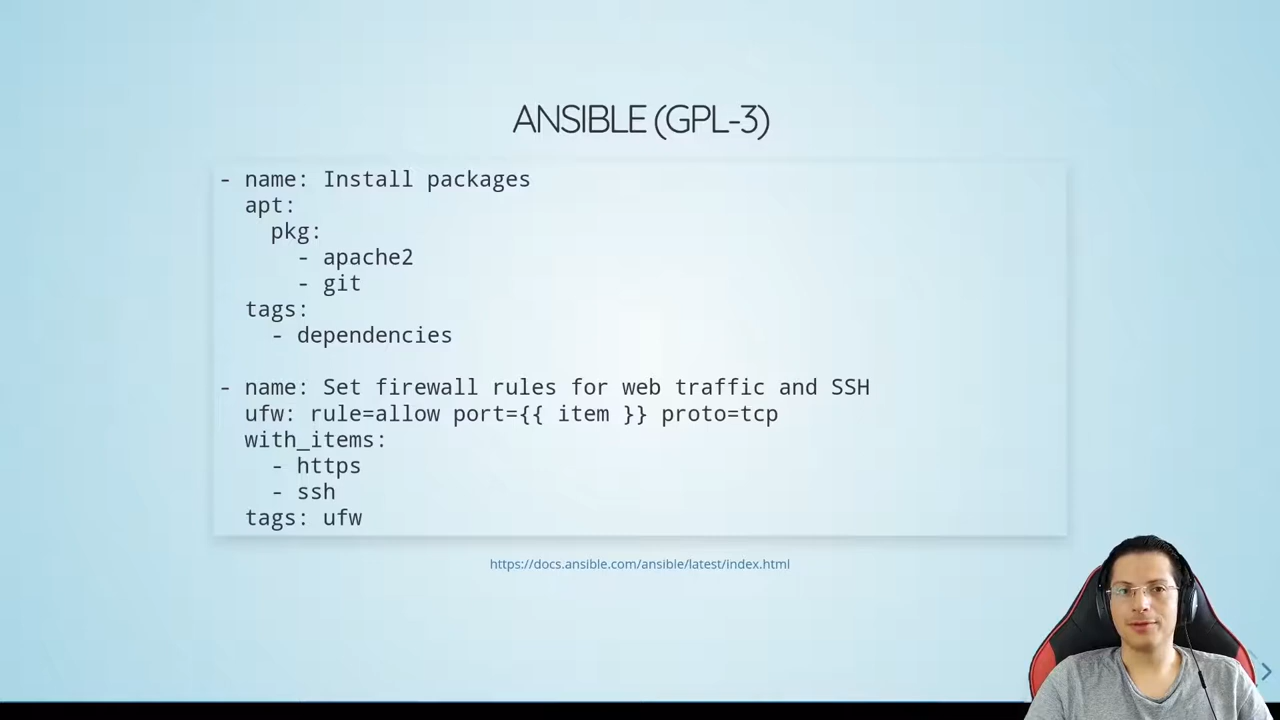 ANSIBLE (GPL-3)
- name: Install packages
  apt:
    pkg:
      - apache2
      - git
  tags:
    - dependencies

- name: Set firewall rules for web traffic and SSH
  ufw: rule=allow port={{ item }} proto=tcp
  with_items:
    - https
    - ssh
  tags: ufw
https://docs.ansible.com/ansible/latest/index.html